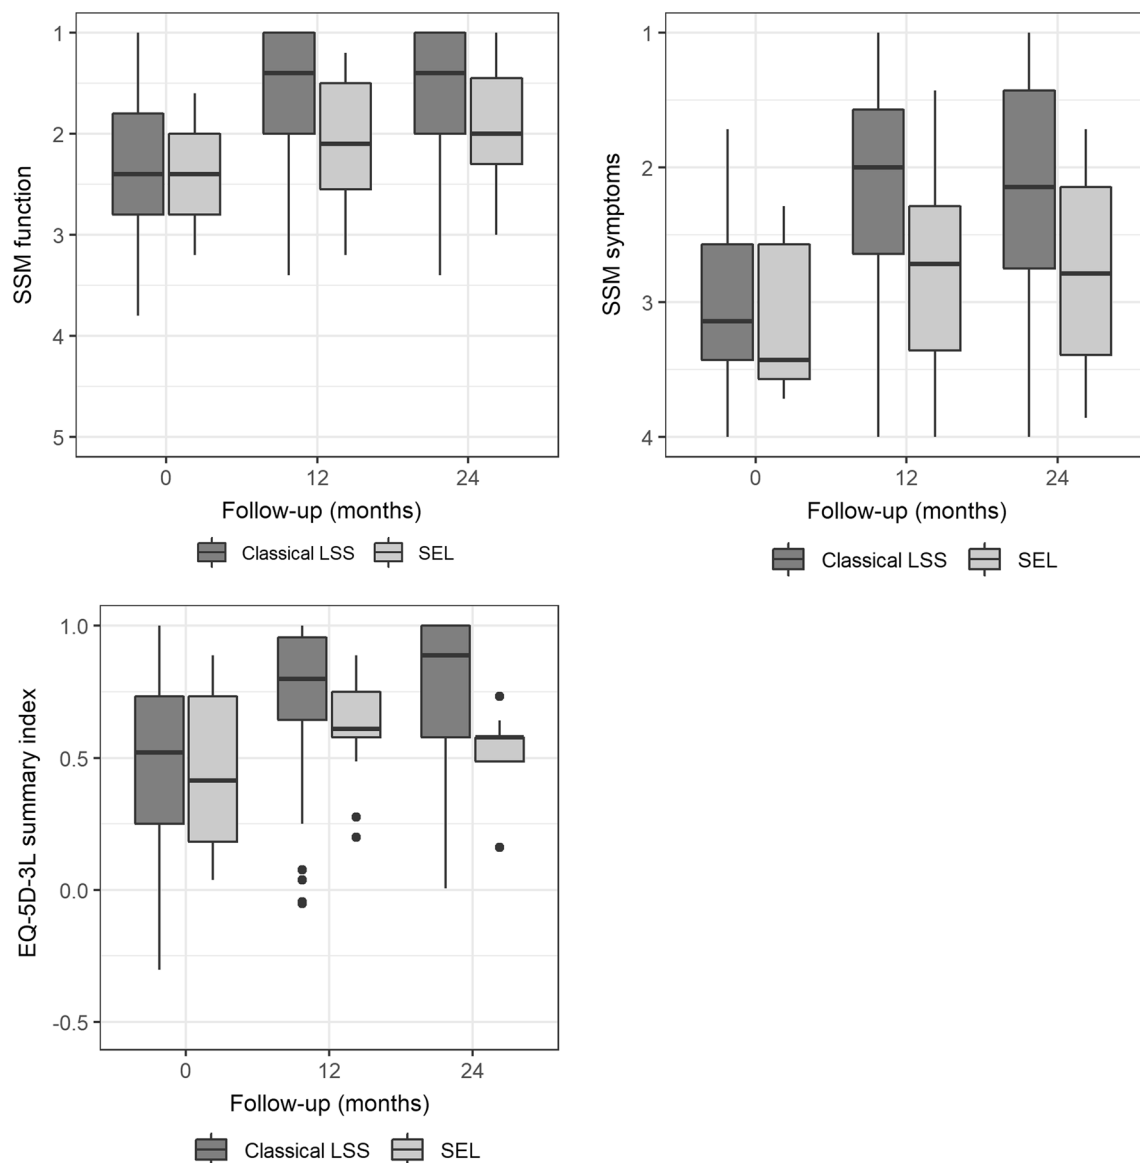 SSM function
1
2
3
4
5
0 12 24
Follow-up (months)
Classical LSS SEL
SSM symptoms
1
2
3
4
0 12 24
Follow-up (months)
Classical LSS SEL
EQ-5D-3L summary index
1.0
0.5
0.0
-0.5
0 12 24
Follow-up (months)
Classical LSS SEL